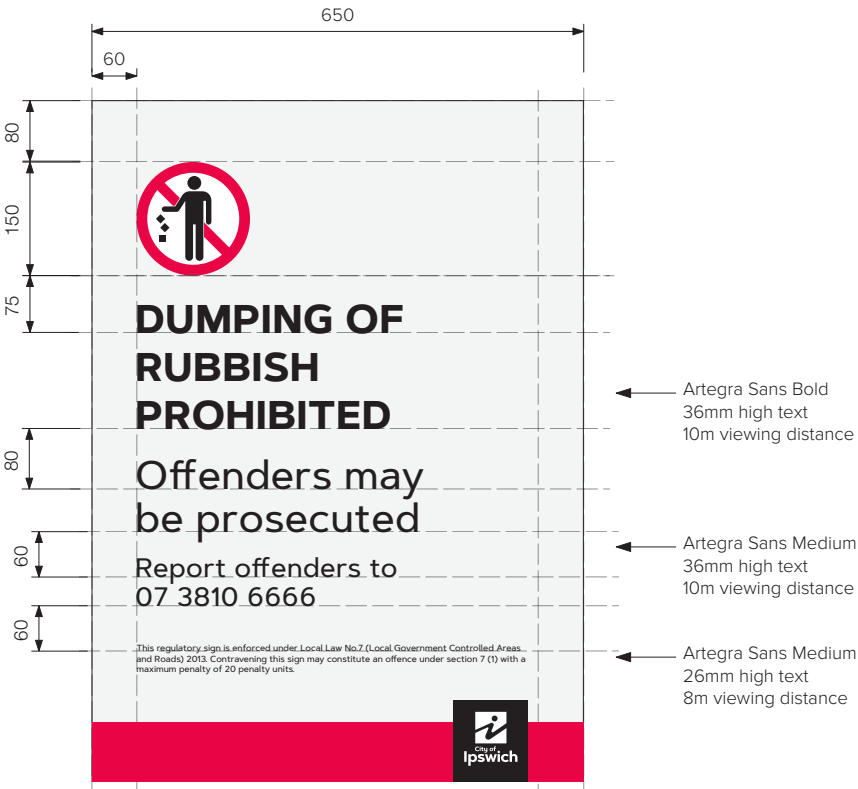 650
60
80
150
75
DUMPING OF
RUBBISH
PROHIBITED
Artegra Sans Bold
36mm high text
10m viewing distance
80
Offenders may
be prosecuted
60
Report offenders to
07 3810 6666
Artegra Sans Medium
36mm high text
10m viewing distance
60
This regulatory sign is enforced under Local Law No.7 (Local Government Controlled Areas
and Roads) 2013. Contravening this sign may constitute an offence under section 7 (1) with a
maximum penalty of 20 penalty units.
Artegra Sans Medium
26mm high text
8m viewing distance
City of
Ipswich